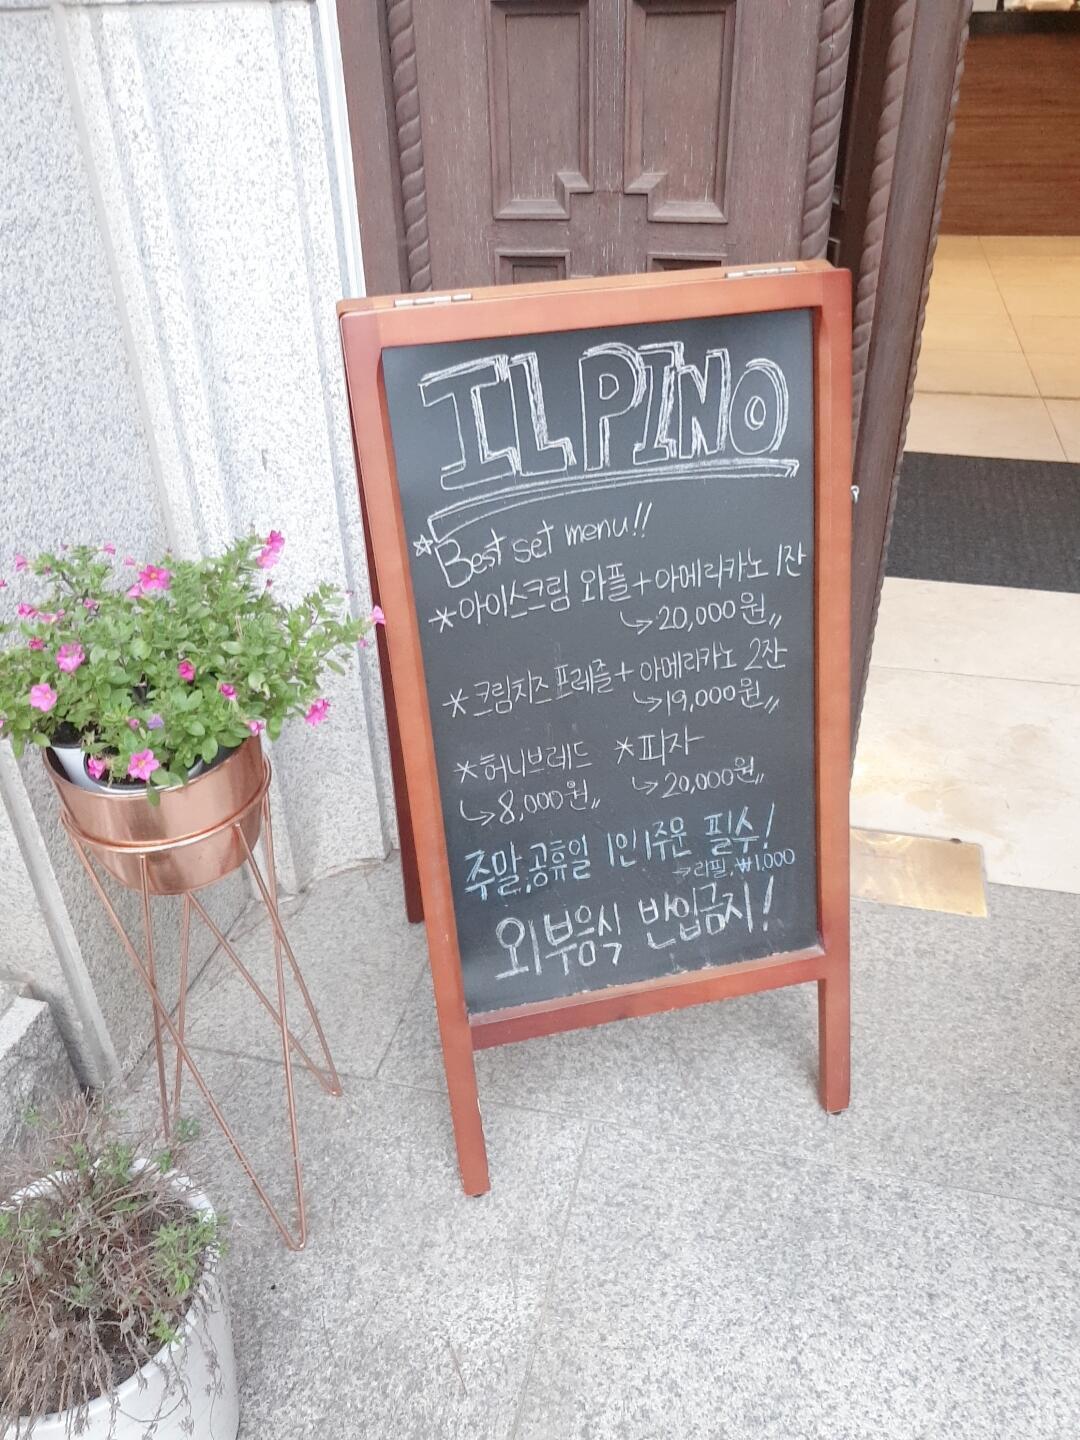 IL PINO
☆Best set menu!!
*아이스크림 와플+아메리카노 1잔
↳20,000원〃
*크림치즈 프레즐+아메리카노 2잔
↳19,000원〃
*허니브레드 *피자
↳8,000원〃 ↳20,000원〃
주말,공휴일 1인1주문 필수!
→리필,₩1,000
외부음식 반입금지!